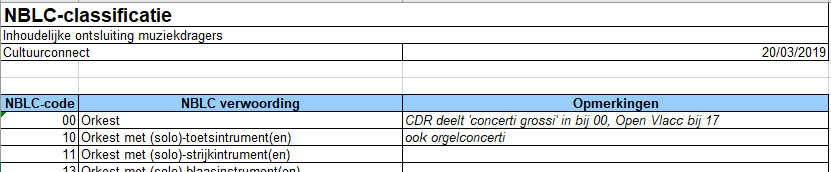 NBLC-classificatie
Inhoudelijke ontsluiting muziekdragers
Cultuurconnect 20/03/2019
NBLC-code NBLC verwoording Opmerkingen
00 Orkest CDR deelt 'concerti grossi' in bij 00, Open Vlacc bij 17
10 Orkest met (solo)-toetsintrument(en) ook orgelconcerti
11 Orkest met (solo)-strijkintrument(en)
13 Orkest met (solo)-blaasinstrument(en)